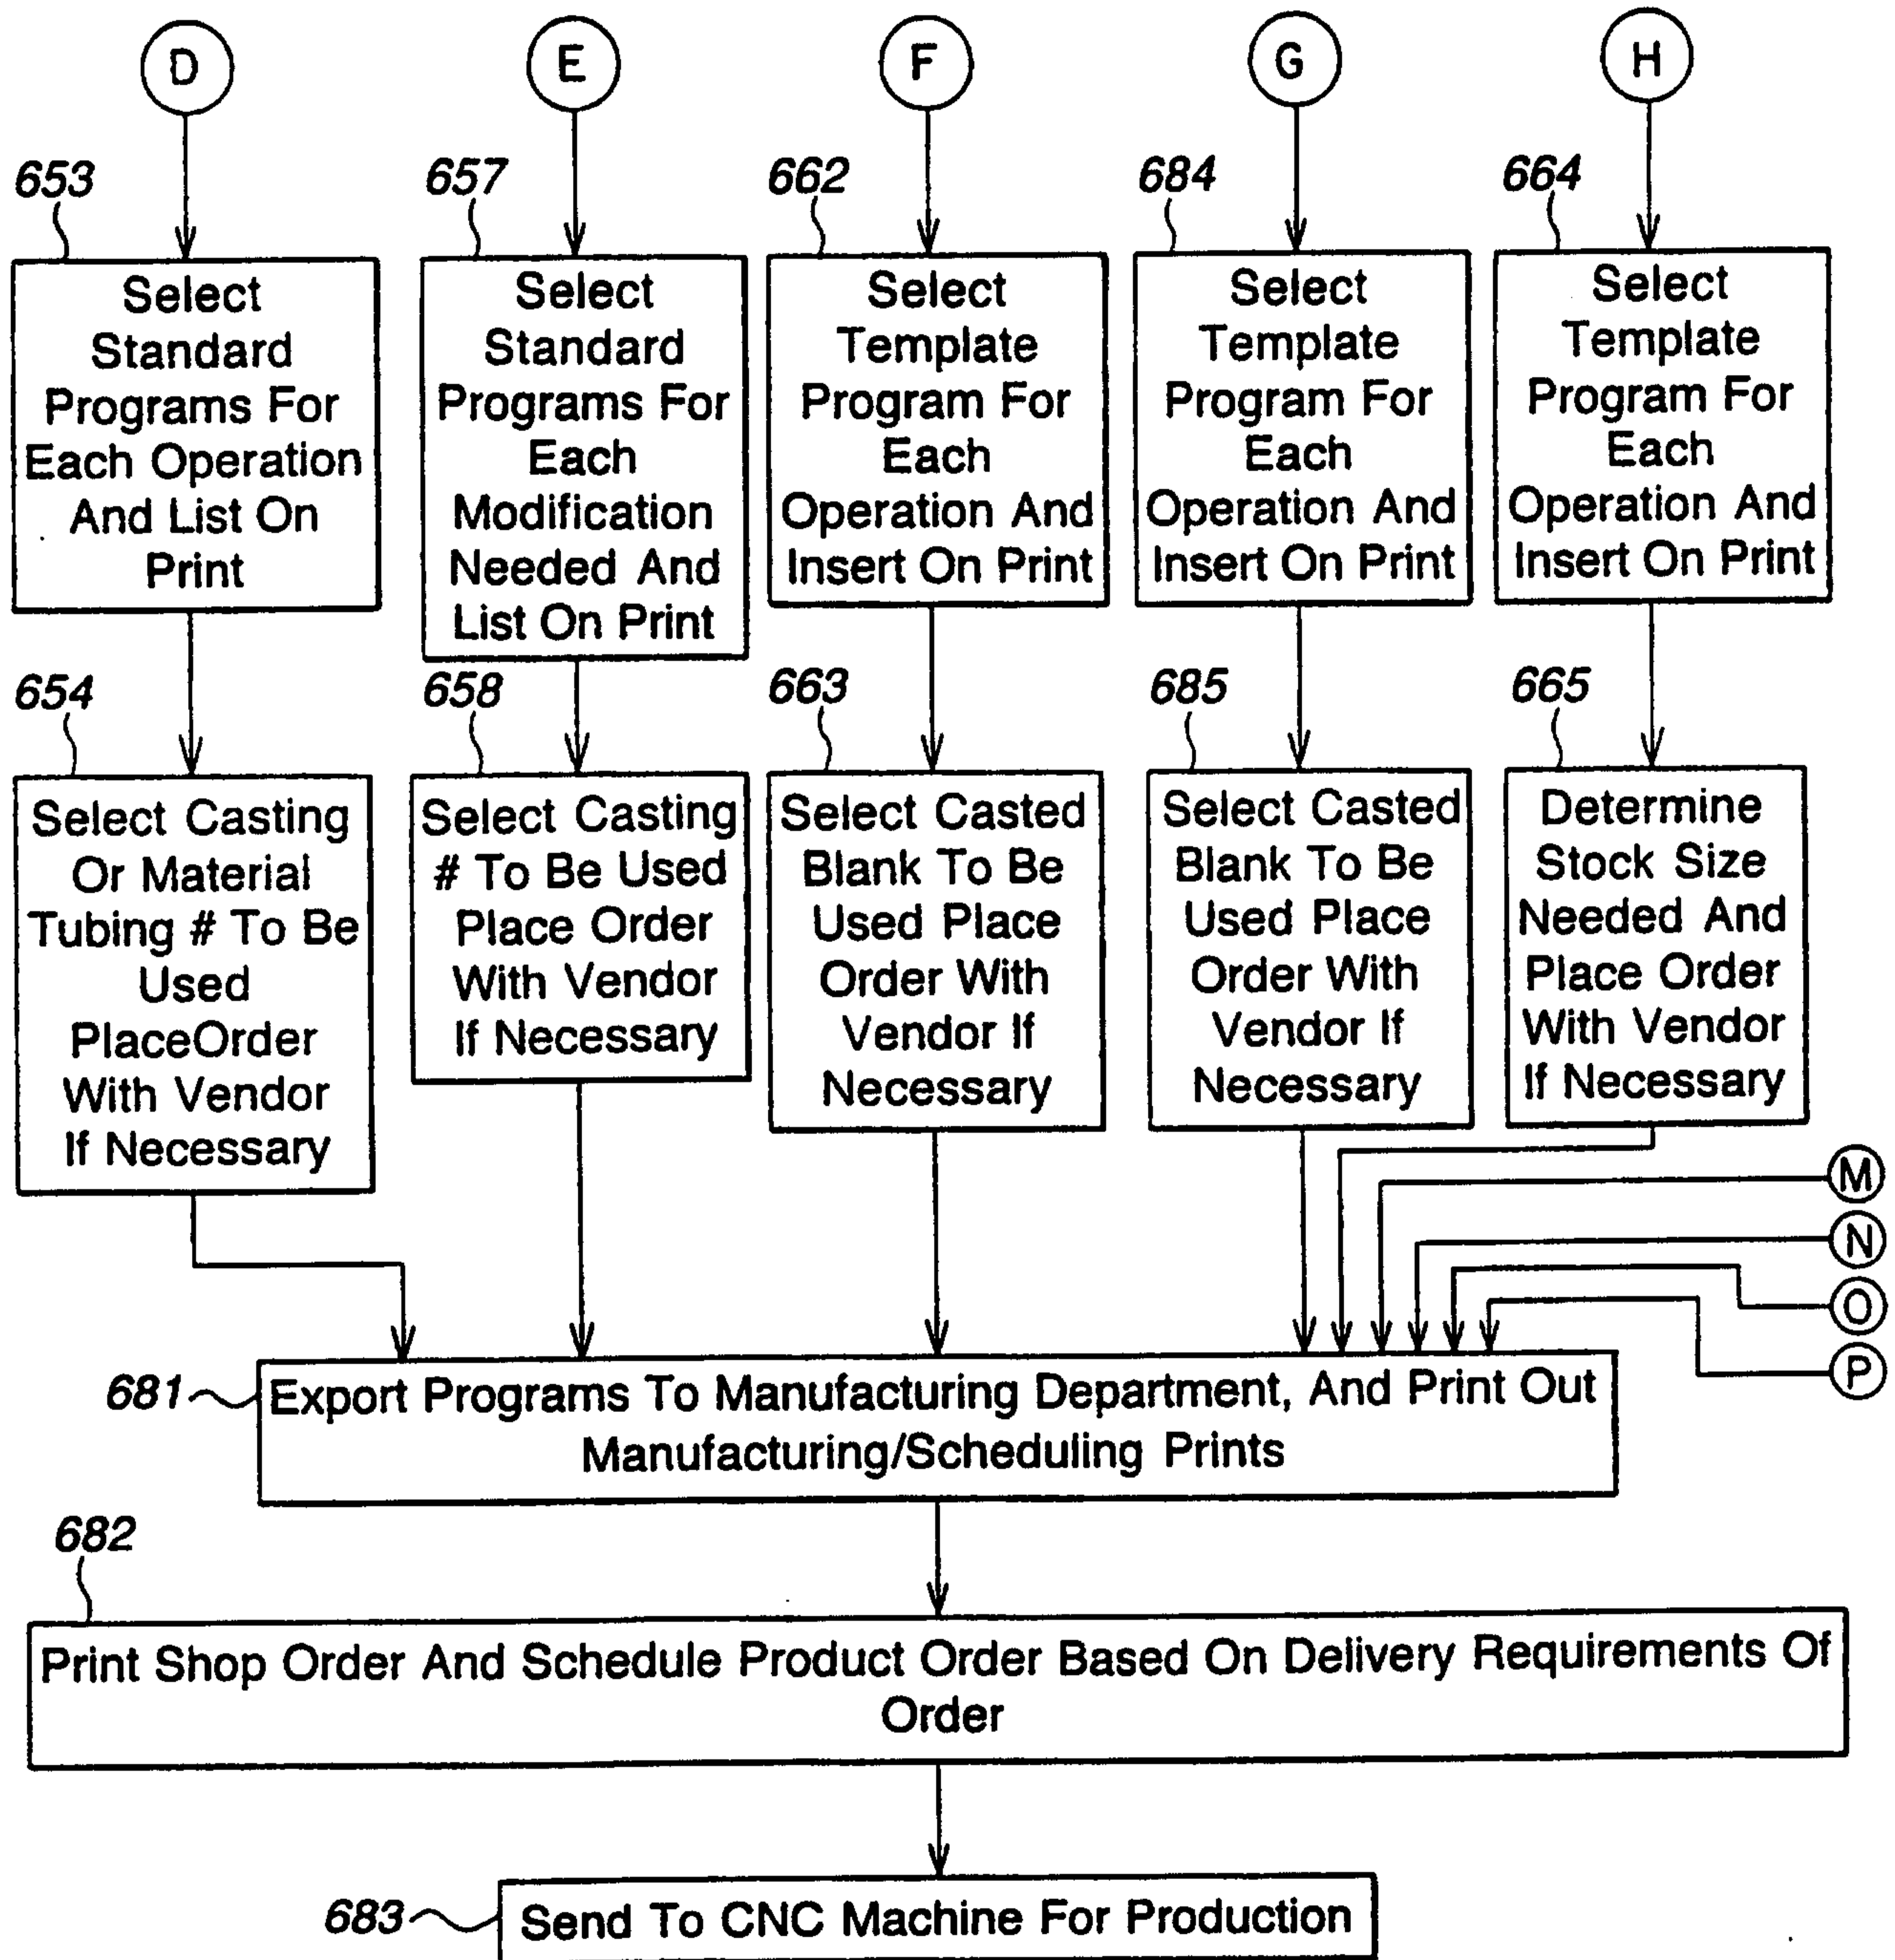 D
E
F
G
H
653
657
662
684
664
Select
Standard
Programs For
Each Operation
And List On
Print
Select
Standard
Programs For
Each
Modification
Needed And
List On Print
Select
Template
Program For
Each
Operation And
Insert On Print
Select
Template
Program For
Each
Operation And
Insert On Print
Select
Template
Program For
Each
Operation And
Insert On Print
654
658
663
685
665
Select Casting
Or Material
Tubing # To Be
Used
PlaceOrder
With Vendor
If Necessary
Select Casting
# To Be Used
Place Order
With Vendor
If Necessary
Select Casted
Blank To Be
Used Place
Order With
Vendor If
Necessary
Select Casted
Blank To Be
Used Place
Order With
Vendor If
Necessary
Determine
Stock Size
Needed And
Place Order
With Vendor
If Necessary
M
N
O
P
681
Export Programs To Manufacturing Department, And Print Out
Manufacturing/Scheduling Prints
682
Print Shop Order And Schedule Product Order Based On Delivery Requirements Of
Order
683
Send To CNC Machine For Production